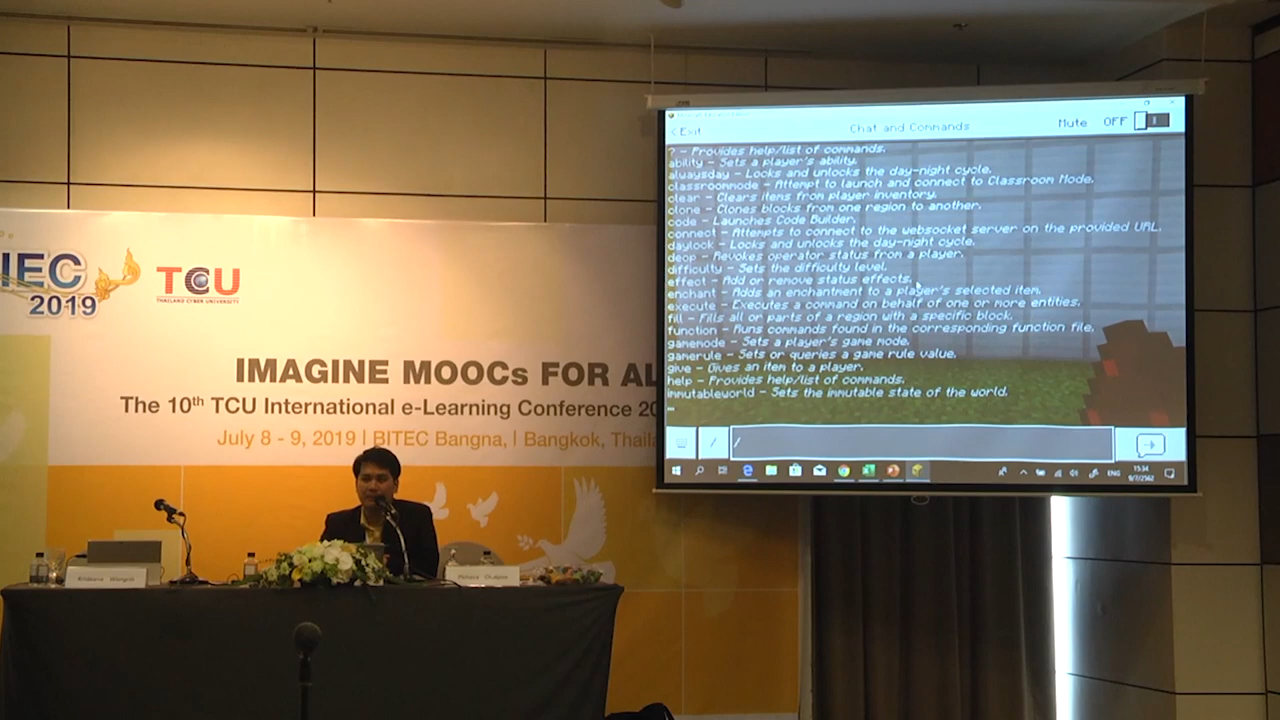 IEC
2019
TCU
THAILAND CYBER UNIVERSITY
IMAGINE MOOCs FOR AL
The 10th TCU International e-Learning Conference 20
July 8 - 9, 2019 | BITEC Bangna, | Bangkok, Thaila
< Exit
Chat and Commands
Mute OFF
? - Provides help/list of commands.
ability - Sets a player's ability.
alwaysday - Locks and unlocks the day-night cycle.
classroommode - Attempt to launch and connect to Classroom Mode.
clear - Clears items from player inventory.
clone - Clones blocks from one region to another.
code - Launches Code Builder.
connect - Attempts to connect to the websocket server on the provided URL.
daylock - Locks and unlocks the day-night cycle.
deop - Revokes operator status from a player.
difficulty - Sets the difficulty level.
effect - Add or remove status effects.
enchant - Adds an enchantment to a player's selected item.
execute - Executes a command on behalf of one or more entities.
fill - Fills all or parts of a region with a specific block.
function - Runs commands found in the corresponding function file.
gamemode - Sets a player's game mode.
gamerule - Sets or queries a game rule value.
give - Gives an item to a player.
help - Provides help/list of commands.
immutableworld - Sets the immutable state of the world.
/
/
ENG
15:34
9/7/2562